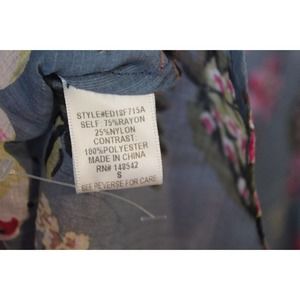 STYLE#ED18F715A
SELF: 75%RAYON
25%NYLON
CONTRAST:
100%POLYESTER
MADE IN CHINA
RN# 148542
S
SEE REVERSE FOR CARE